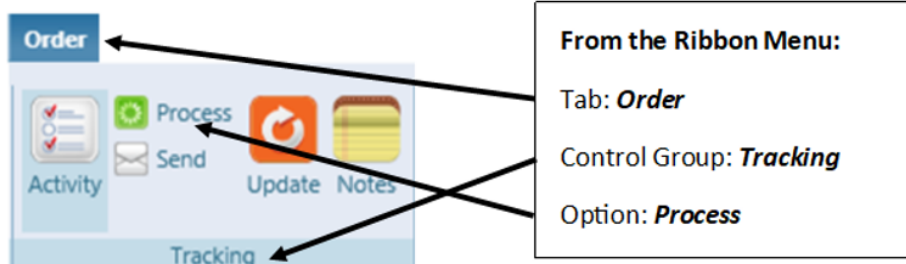 Order
Process
Send
Activity
Update
Notes
Tracking
From the Ribbon Menu:
Tab: Order
Control Group: Tracking
Option: Process